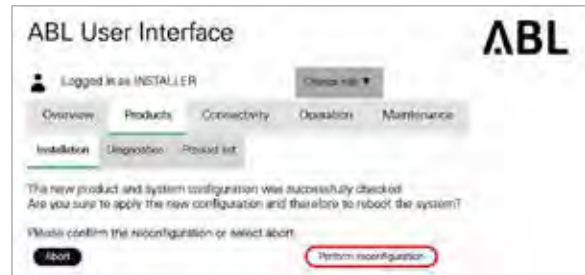 ABL User Interface
ABL
Logged in as INSTALLER
Change role ▼
Overview Products Connectivity Operation Maintenance
Installation Diagnostics Product list
The new product and system configuration was successfully checked
Are you sure to apply the new configuration and therefore to reboot the system?
Please confirm the reconfiguration or select abort
Abort Perform reconfiguration